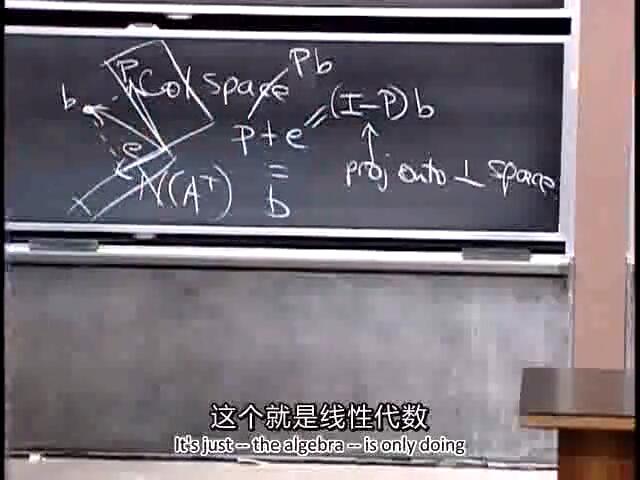 Pb
b p Col space (I-P)b
p + e =
e
N(A^T) = proj onto ⊥ space
b
这个就是线性代数
It's just -- the algebra -- is only doing